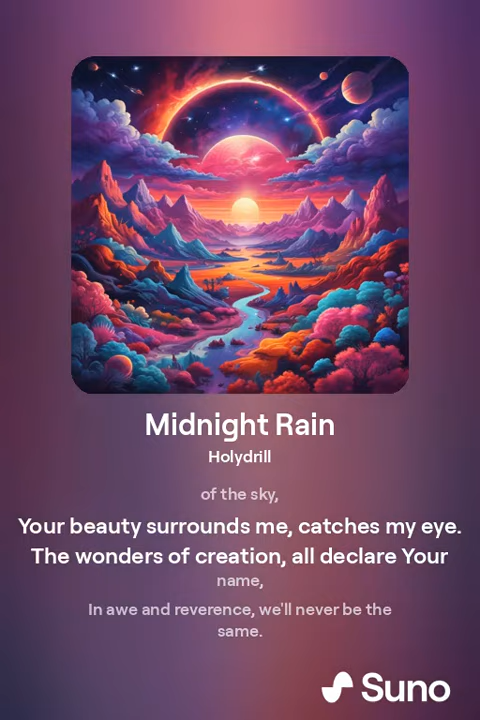 Midnight Rain
Holydrill
of the sky,
Your beauty surrounds me, catches my eye.
The wonders of creation, all declare Your
name,
In awe and reverence, we'll never be the
same.
Suno